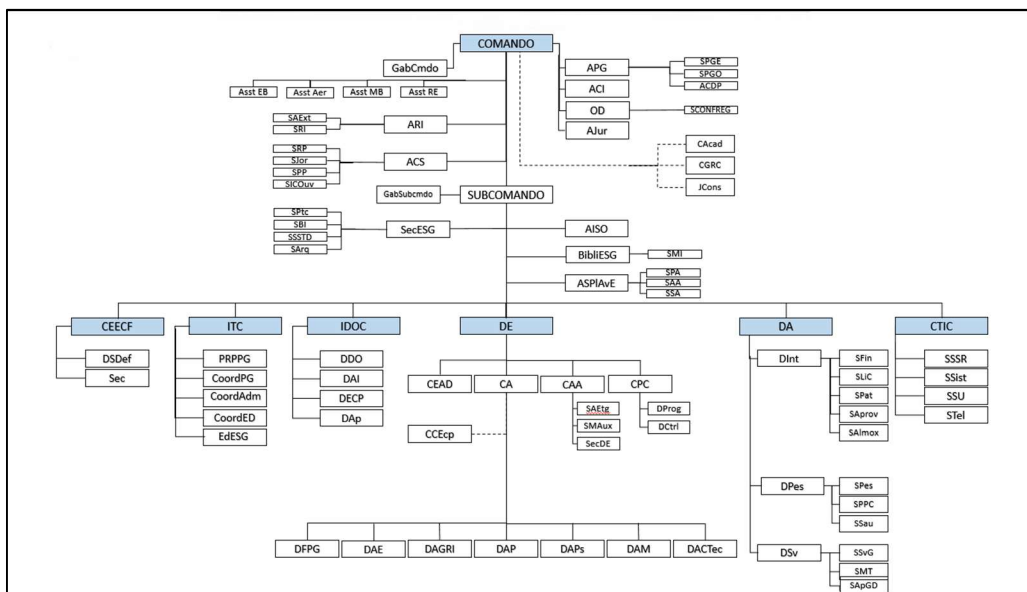 COMANDO
GabCmdo
Asst EB
Asst Aer
Asst MB
Asst RE
APG
SPGE
SPGO
ACDP
ACI
OD
SCONFREG
AJur
SAExt
SRI
ARI
SRP
SJor
SPP
SICOuv
ACS
CAcad
CGRC
JCons
GabSubcmdo
SUBCOMANDO
SPtc
SBI
SSSTD
SArq
SecESG
AISO
BibliESG
SMI
ASPlAvE
SPA
SAA
SSA
CEECF
DSDef
Sec
ITC
PRPPG
CoordPG
CoordAdm
CoordED
EdESG
IDOC
DDO
DAI
DECP
DAp
DE
CEAD
CA
CAA
CPC
SAEtg
SMAux
SecDE
DProg
DCtrl
CCEcp
DFPG
DAE
DAGRI
DAP
DAPs
DAM
DACTec
DA
DInt
SFin
SLiC
SPat
SAprov
SAlmox
DPes
SPes
SPPC
SSau
DSv
SSvG
SMT
SApGD
CTIC
SSSR
SSist
SSU
STel